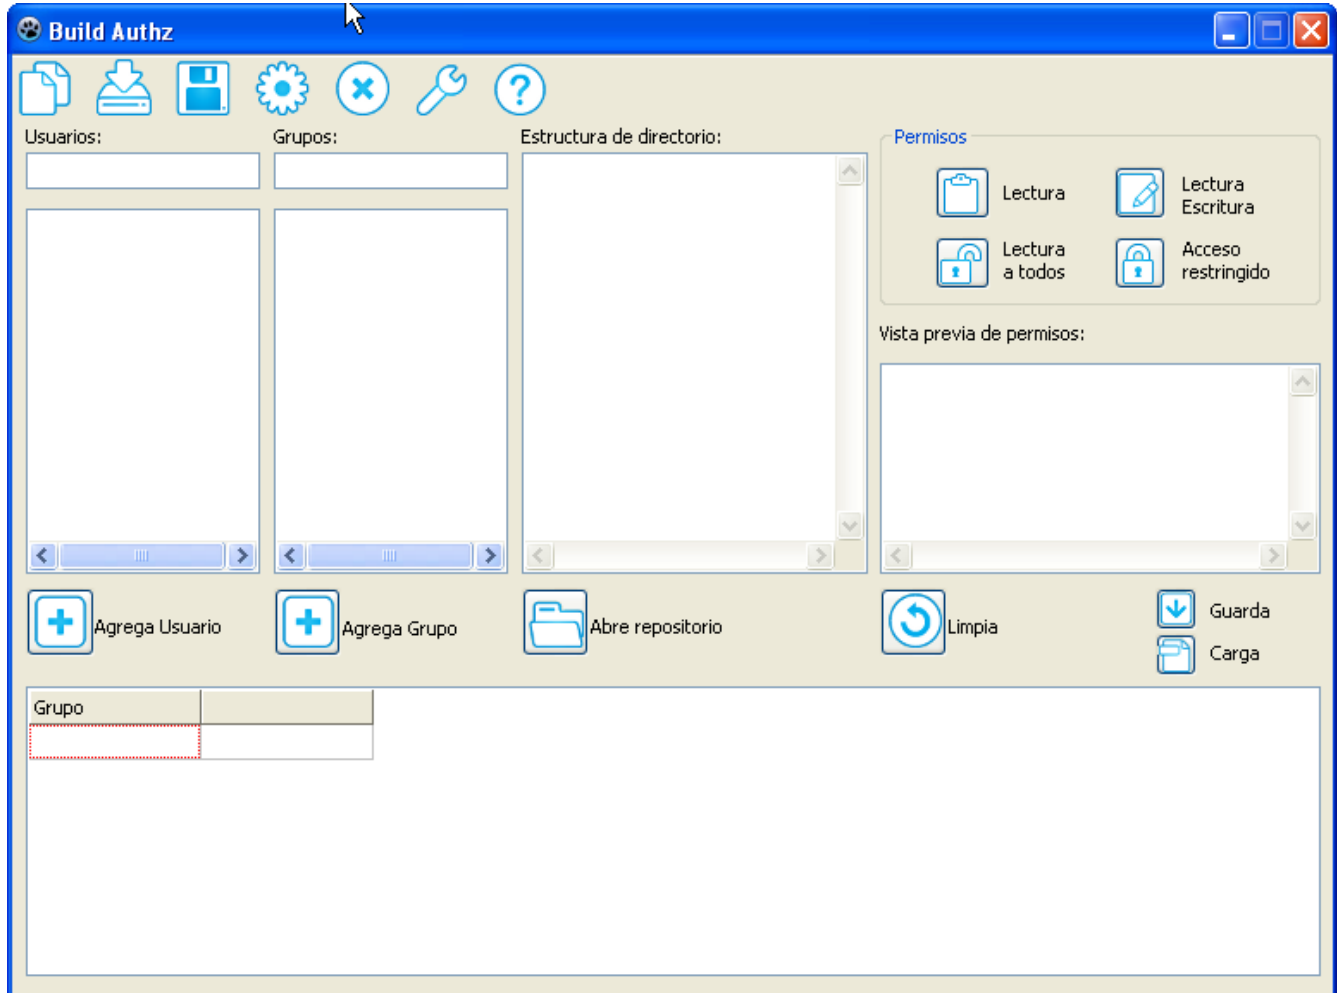 Build Authz
Usuarios:
Grupos:
Estructura de directorio:
Permisos
Lectura
Lectura
Escritura
Lectura
a todos
Acceso
restringido
Vista previa de permisos:
Agrega Usuario
Agrega Grupo
Abre repositorio
Limpia
Guarda
Carga
Grupo